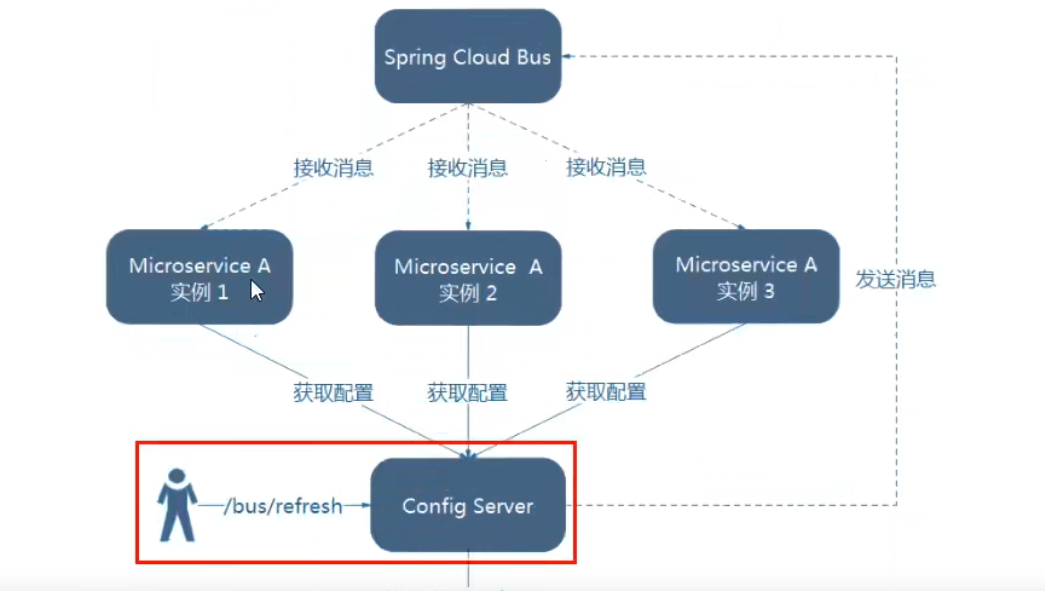 Spring Cloud Bus
接收消息
接收消息
接收消息
Microservice A
实例 1
Microservice A
实例 2
Microservice A
实例 3
发送消息
获取配置
获取配置
获取配置
/bus/refresh
Config Server